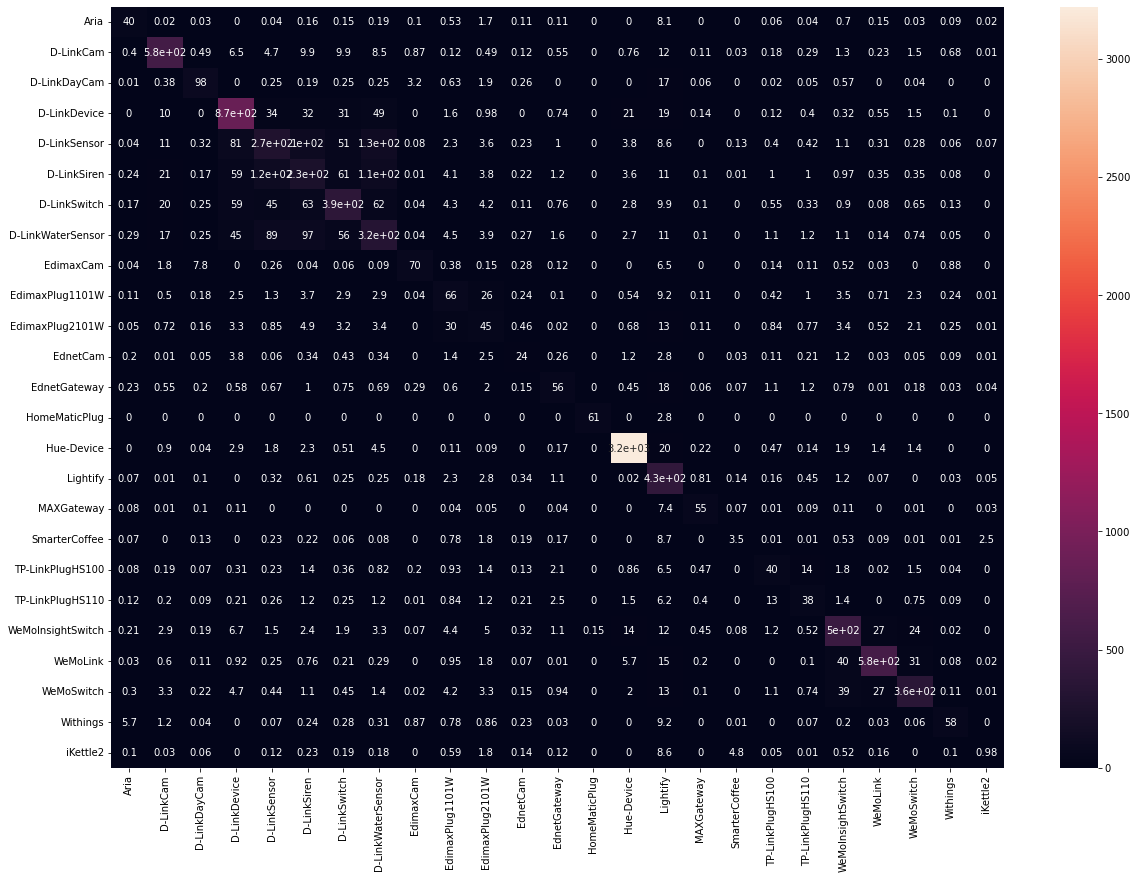 Aria 40 0.02 0.03 0 0.04 0.16 0.15 0.19 0.1 0.53 1.7 0.11 0.11 0 0 8.1 0 0 0.06 0.04 0.7 0.15 0.03 0.09 0.02
D-LinkCam 0.4 5.8e+02 0.49 6.5 4.7 9.9 9.9 8.5 0.87 0.12 0.49 0.12 0.55 0 0.76 12 0.11 0.03 0.18 0.29 1.3 0.23 1.5 0.68 0.01
D-LinkDayCam 0.01 0.38 98 0 0.25 0.19 0.25 0.25 3.2 0.63 1.9 0.26 0 0 0 17 0.06 0 0.02 0.05 0.57 0 0.04 0 0
D-LinkDevice 0 10 0 8.7e+02 34 32 31 49 0 1.6 0.98 0 0.74 0 21 19 0.14 0 0.12 0.4 0.32 0.55 1.5 0.1 0
D-LinkSensor 0.04 11 0.32 81 2.7e+02 1e+02 51 1.3e+02 0.08 2.3 3.6 0.23 1 0 3.8 8.6 0 0.13 0.4 0.42 1.1 0.31 0.28 0.06 0.07
D-LinkSiren 0.24 21 0.17 59 1.2e+02 2.3e+02 61 1.1e+02 0.01 4.1 3.8 0.22 1.2 0 3.6 11 0.1 0.01 1 1 0.97 0.35 0.35 0.08 0
D-LinkSwitch 0.17 20 0.25 59 45 63 3.9e+02 62 0.04 4.3 4.2 0.11 0.76 0 2.8 9.9 0.1 0 0.55 0.33 0.9 0.08 0.65 0.13 0
D-LinkWaterSensor 0.29 17 0.25 45 89 97 56 3.2e+02 0.04 4.5 3.9 0.27 1.6 0 2.7 11 0.1 0 1.1 1.2 1.1 0.14 0.74 0.05 0
EdimaxCam 0.04 1.8 7.8 0 0.26 0.04 0.06 0.09 70 0.38 0.15 0.28 0.12 0 0 6.5 0 0 0.14 0.11 0.52 0.03 0 0.88 0
EdimaxPlug1101W 0.11 0.5 0.18 2.5 1.3 3.7 2.9 2.9 0.04 66 26 0.24 0.1 0 0.54 9.2 0.11 0 0.42 1 3.5 0.71 2.3 0.24 0.01
EdimaxPlug2101W 0.05 0.72 0.16 3.3 0.85 4.9 3.2 3.4 0 30 45 0.46 0.02 0 0.68 13 0.11 0 0.84 0.77 3.4 0.52 2.1 0.25 0.01
EdnetCam 0.2 0.01 0.05 3.8 0.06 0.34 0.43 0.34 0 1.4 2.5 24 0.26 0 1.2 2.8 0 0.03 0.11 0.21 1.2 0.03 0.05 0.09 0.01
EdnetGateway 0.23 0.55 0.2 0.58 0.67 1 0.75 0.69 0.29 0.6 2 0.15 56 0 0.45 18 0.06 0.07 1.1 1.2 0.79 0.01 0.18 0.03 0.04
HomeMaticPlug 0 0 0 0 0 0 0 0 0 0 0 0 0 61 0 2.8 0 0 0 0 0 0 0 0 0
Hue-Device 0 0.9 0.04 2.9 1.8 2.3 0.51 4.5 0 0.11 0.09 0 0.17 0 3.2e+03 20 0.22 0 0.47 0.14 1.9 1.4 1.4 0 0
Lightify 0.07 0.01 0.1 0 0.32 0.61 0.25 0.25 0.18 2.3 2.8 0.34 1.1 0 0.02 4.3e+02 0.81 0.14 0.16 0.45 1.2 0.07 0 0.03 0.05
MAXGateway 0.08 0.01 0.1 0.11 0 0 0 0 0 0.04 0.05 0 0.04 0 0 7.4 55 0.07 0.01 0.09 0.11 0 0.01 0 0.03
SmarterCoffee 0.07 0 0.13 0 0.23 0.22 0.06 0.08 0 0.78 1.8 0.19 0.17 0 0 8.7 0 3.5 0.01 0.01 0.53 0.09 0.01 0.01 2.5
TP-LinkPlugHS100 0.08 0.19 0.07 0.31 0.23 1.4 0.36 0.82 0.2 0.93 1.4 0.13 2.1 0 0.86 6.5 0.47 0 40 14 1.8 0.02 1.5 0.04 0
TP-LinkPlugHS110 0.12 0.2 0.09 0.21 0.26 1.2 0.25 1.2 0.01 0.84 1.2 0.21 2.5 0 1.5 6.2 0.4 0 13 38 1.4 0 0.75 0.09 0
WeMoInsightSwitch 0.21 2.9 0.19 6.7 1.5 2.4 1.9 3.3 0.07 4.4 5 0.32 1.1 0.15 14 12 0.45 0.08 1.2 0.52 5e+02 27 24 0.02 0
WeMoLink 0.03 0.6 0.11 0.92 0.25 0.76 0.21 0.29 0 0.95 1.8 0.07 0.01 0 5.7 15 0.2 0 0 0.1 40 5.8e+02 31 0.08 0.02
WeMoSwitch 0.3 3.3 0.22 4.7 0.44 1.1 0.45 1.4 0.02 4.2 3.3 0.15 0.94 0 2 13 0.1 0 1.1 0.74 39 27 3.6e+02 0.11 0.01
Withings 5.7 1.2 0.04 0 0.07 0.24 0.28 0.31 0.87 0.78 0.86 0.23 0.03 0 0 9.2 0 0.01 0 0.07 0.2 0.03 0.06 58 0
iKettle2 0.1 0.03 0.06 0 0.12 0.23 0.19 0.18 0 0.59 1.8 0.14 0.12 0 0 8.6 0 4.8 0.05 0.01 0.52 0.16 0 0.1 0.98
Aria D-LinkCam D-LinkDayCam D-LinkDevice D-LinkSensor D-LinkSiren D-LinkSwitch D-LinkWaterSensor EdimaxCam EdimaxPlug1101W EdimaxPlug2101W EdnetCam EdnetGateway HomeMaticPlug Hue-Device Lightify MAXGateway SmarterCoffee TP-LinkPlugHS100 TP-LinkPlugHS110 WeMoInsightSwitch WeMoLink WeMoSwitch Withings iKettle2
3000
2500
2000
1500
1000
500
0